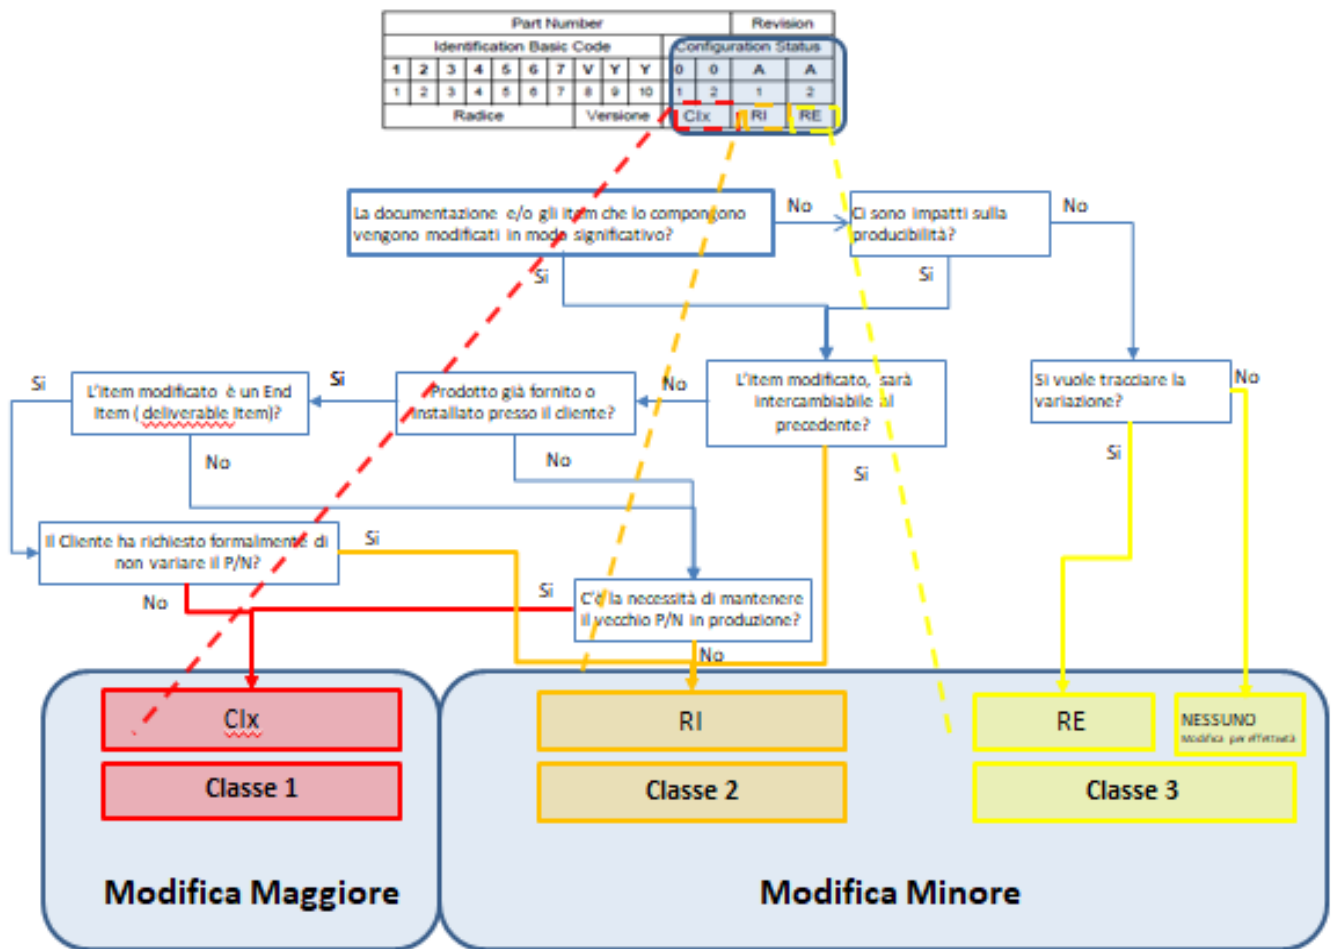 Part Number Revision
Identification Basic Code Configuration Status
1 2 3 4 5 6 7 V Y Y 0 0 A A
1 2 3 4 5 6 7 8 9 10 1 2 1 2
Radice Versione CIx RI RE
La documentazione e/o gli item che lo compongono
vengono modificati in modo significativo?
No
Ci sono impatti sulla
producibilità?
No
Si
Si
Si
L'item modificato è un End
Item ( deliverable Item)?
Si
Prodotto già fornito o
installato presso il cliente?
No
L'item modificato, sarà
intercambiabile al
precedente?
Si vuole tracciare la
variazione?
No
No
No
Si
Si
Il Cliente ha richiesto formalmente di
non variare il P/N?
Si
No
Si
C'è la necessità di mantenere
il vecchio P/N in produzione?
No
CIx
RI
RE
NESSUNO
Modifica per effettività
Classe 1
Classe 2
Classe 3
Modifica Maggiore
Modifica Minore